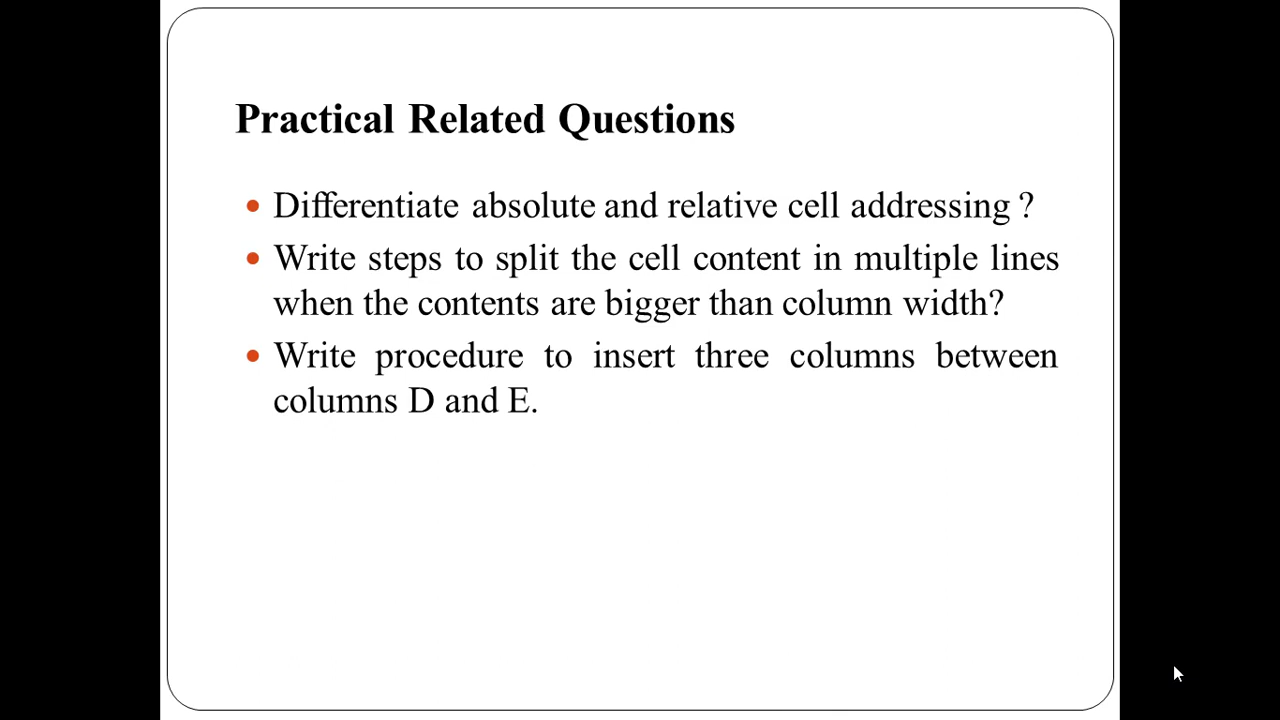 Practical Related Questions
• Differentiate absolute and relative cell addressing ?
• Write steps to split the cell content in multiple lines
when the contents are bigger than column width?
• Write procedure to insert three columns between
columns D and E.